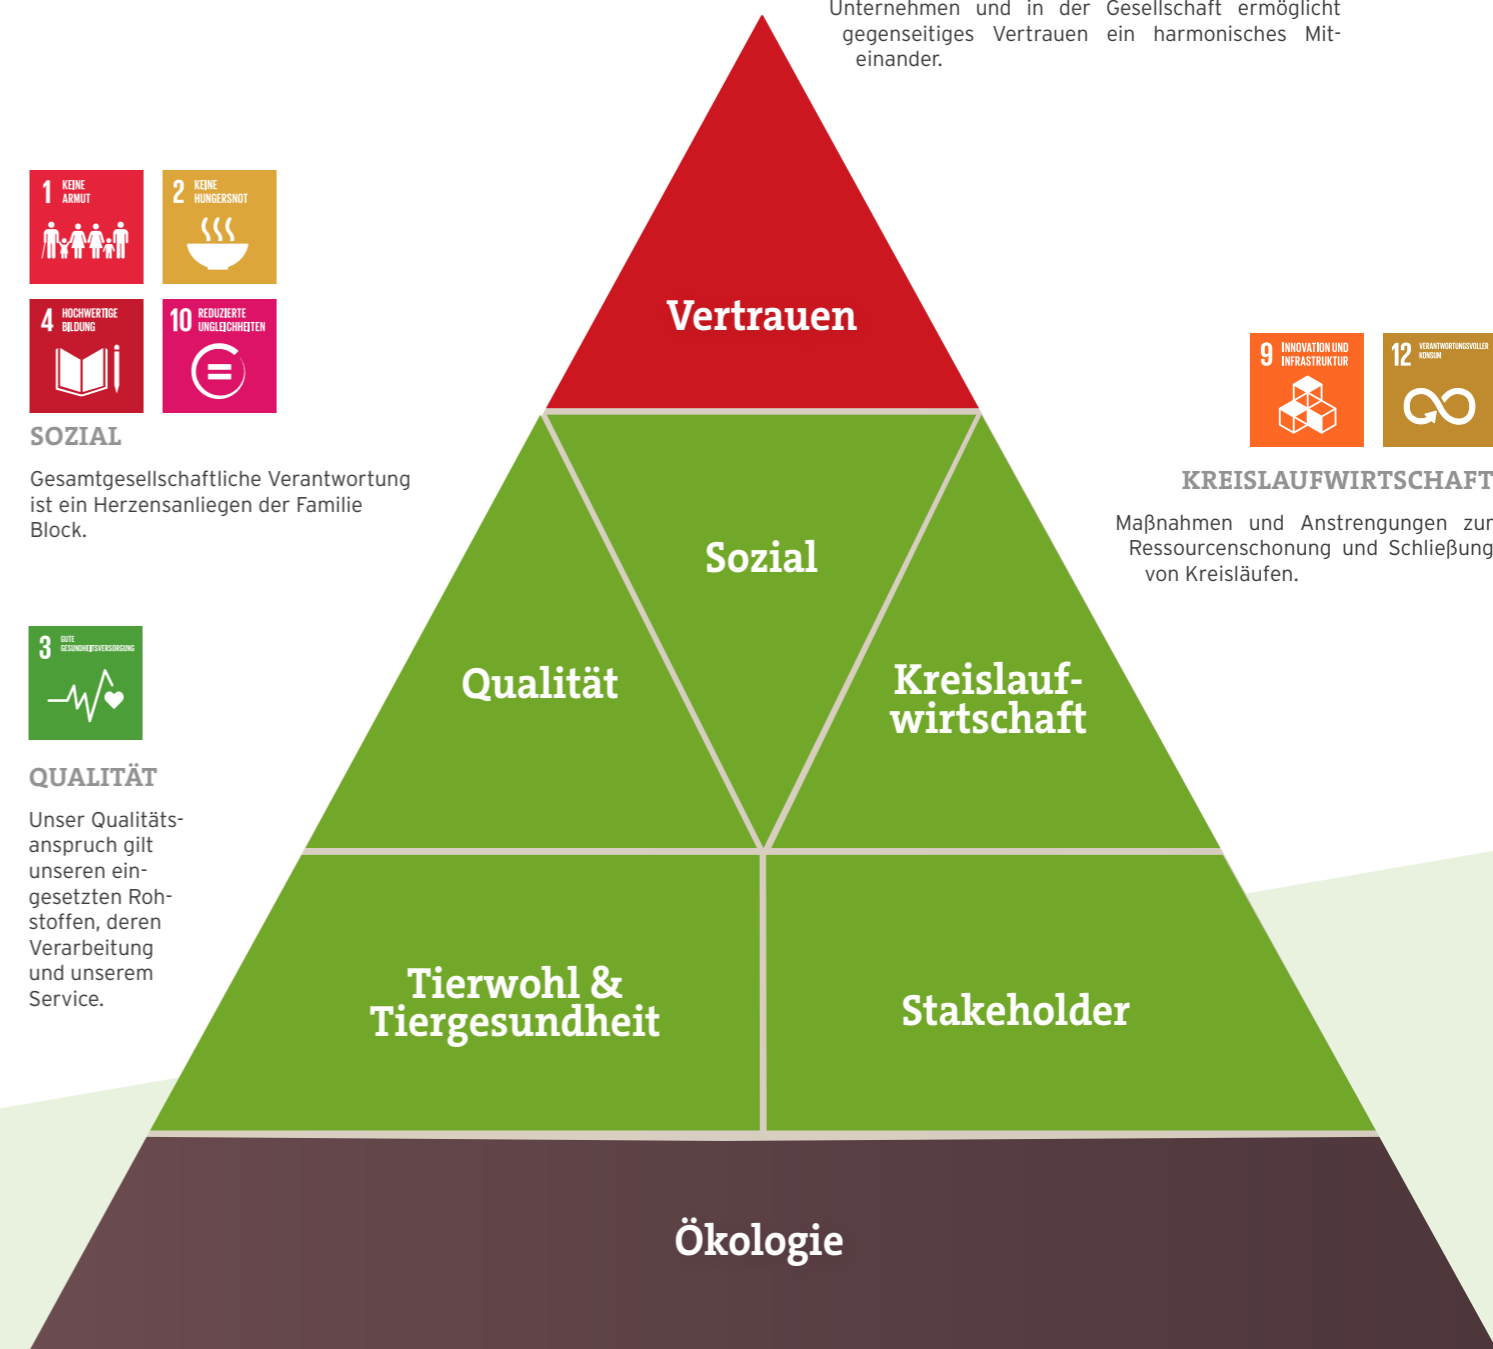 Unternehmen und in der Gesellschaft ermöglicht
gegenseitiges Vertrauen ein harmonisches Mit-
einander.
1 KEINE
ARMUT
2 KEINE
HUNGERSNOT
4 HOCHWERTIGE
BILDUNG
10 REDUZIERTE
UNGLEICHHEITEN
SOZIAL
Gesamtgesellschaftliche Verantwortung
ist ein Herzensanliegen der Familie
Block.
9 INNOVATION UND
INFRASTRUKTUR
12 VERANTWORTUNGSVOLLER
KONSUM
KREISLAUFWIRTSCHAFT
Maßnahmen und Anstrengungen zur
Ressourcenschonung und Schließung
von Kreisläufen.
3 GUTE
GESUNDHEITSVERSORGUNG
QUALITÄT
Unser Qualitäts-
anspruch gilt
unseren ein-
gesetzten Roh-
stoffen, deren
Verarbeitung
und unserem
Service.
Vertrauen
Sozial
Qualität
Kreislauf-
wirtschaft
Tierwohl &
Tiergesundheit
Stakeholder
Ökologie